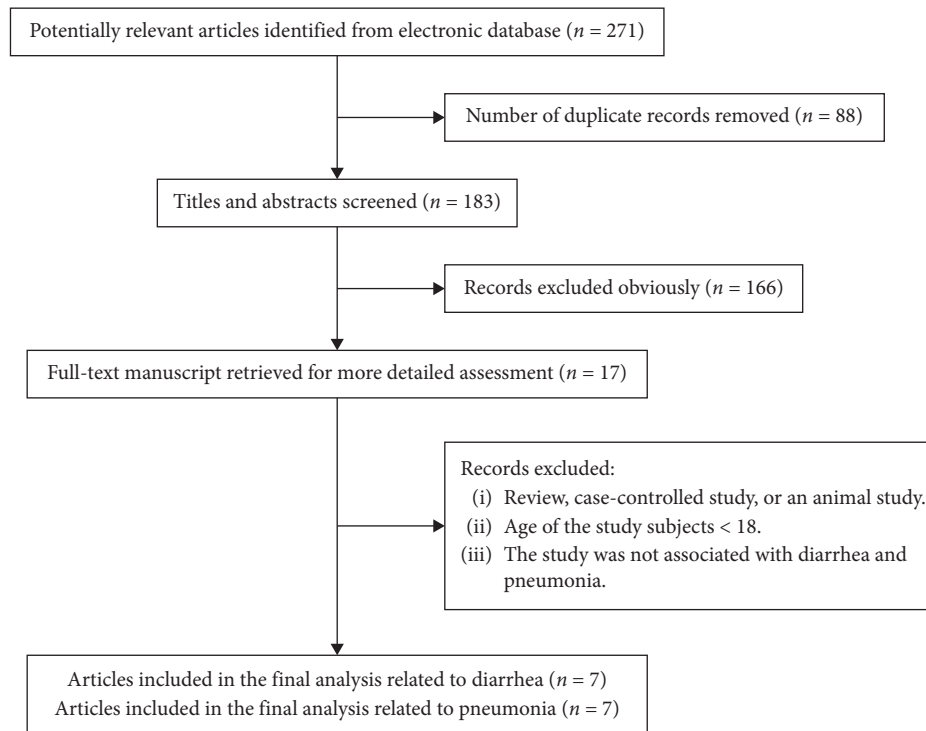 Potentially relevant articles identified from electronic database (n = 271)
Number of duplicate records removed (n = 88)
Titles and abstracts screened (n = 183)
Records excluded obviously (n = 166)
Full-text manuscript retrieved for more detailed assessment (n = 17)
Records excluded:
(i) Review, case-controlled study, or an animal study.
(ii) Age of the study subjects < 18.
(iii) The study was not associated with diarrhea and
pneumonia.
Articles included in the final analysis related to diarrhea (n = 7)
Articles included in the final analysis related to pneumonia (n = 7)